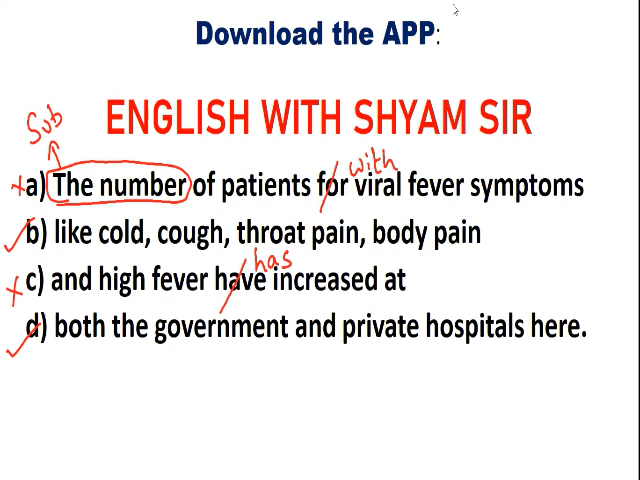 Download the APP:
ENGLISH WITH SHYAM SIR
Sub
with
a) The number of patients for viral fever symptoms
b) like cold, cough, throat pain, body pain
has
c) and high fever have increased at
d) both the government and private hospitals here.